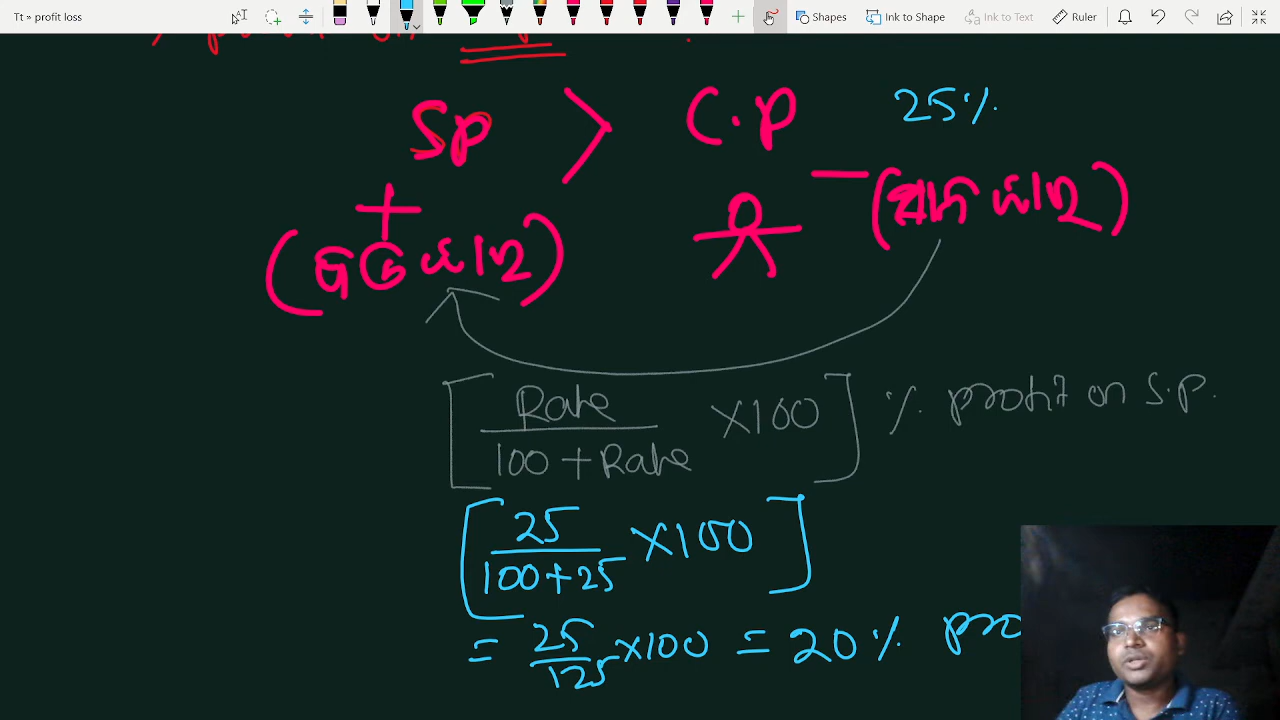 Tt » profit loss
Shapes Ink to Shape Ink to Text Ruler
SP > C.P 25%
+ —
[Rate / 100 + Rate × 100] % profit on S.P.
[25 / 100+25 × 100]
= 25/125 × 100 = 20% pro